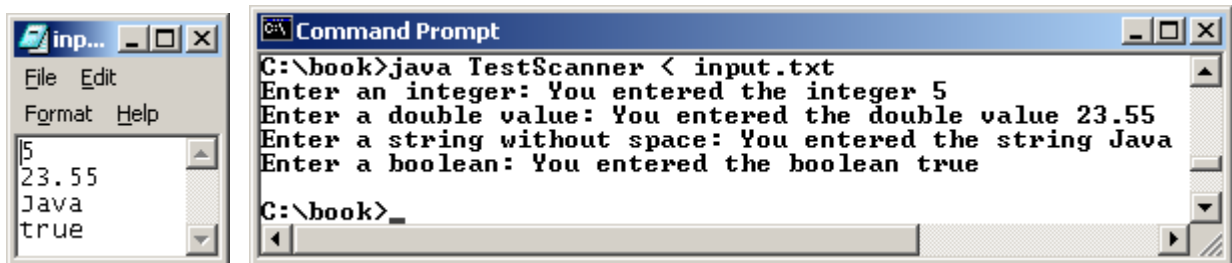 inp...
File Edit
Format Help
5
23.55
Java
true
C:\ Command Prompt
C:\book>java TestScanner < input.txt
Enter an integer: You entered the integer 5
Enter a double value: You entered the double value 23.55
Enter a string without space: You entered the string Java
Enter a boolean: You entered the boolean true
C:\book>_